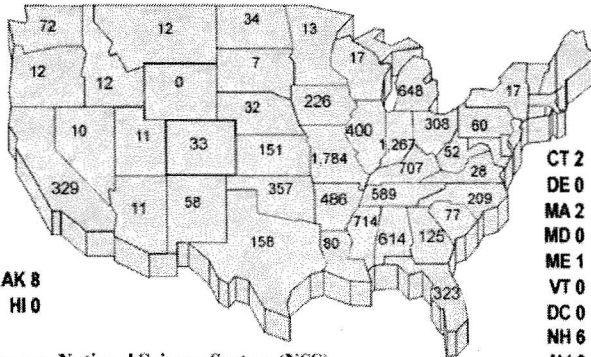 72 12 34 13
12 12 7 17 648 17
0
10 11 32 226 400 1,267 308 60
33 151 1,784 707 52 28
329 11 58 357 486 589 209
158 80 714 614 125 77
323
CT 2
DE 0
MA 2
MD 0
ME 1
VT 0
DC 0
NH 6
AK 8
HI 0
National Seizure System (NSS)